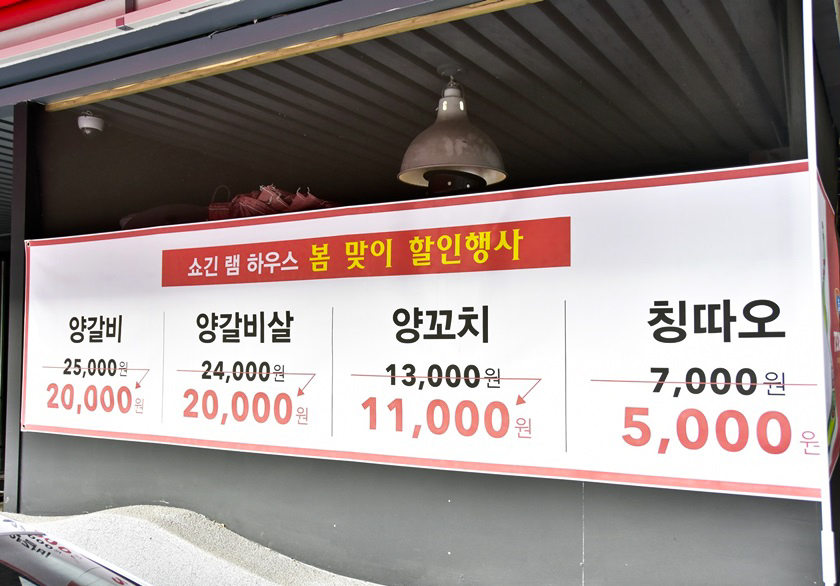 쇼긴 램 하우스 봄 맞이 할인행사
양갈비
25,000원
20,000원
양갈비살
24,000원
20,000원
양꼬치
13,000원
11,000원
칭따오
7,000원
5,000원